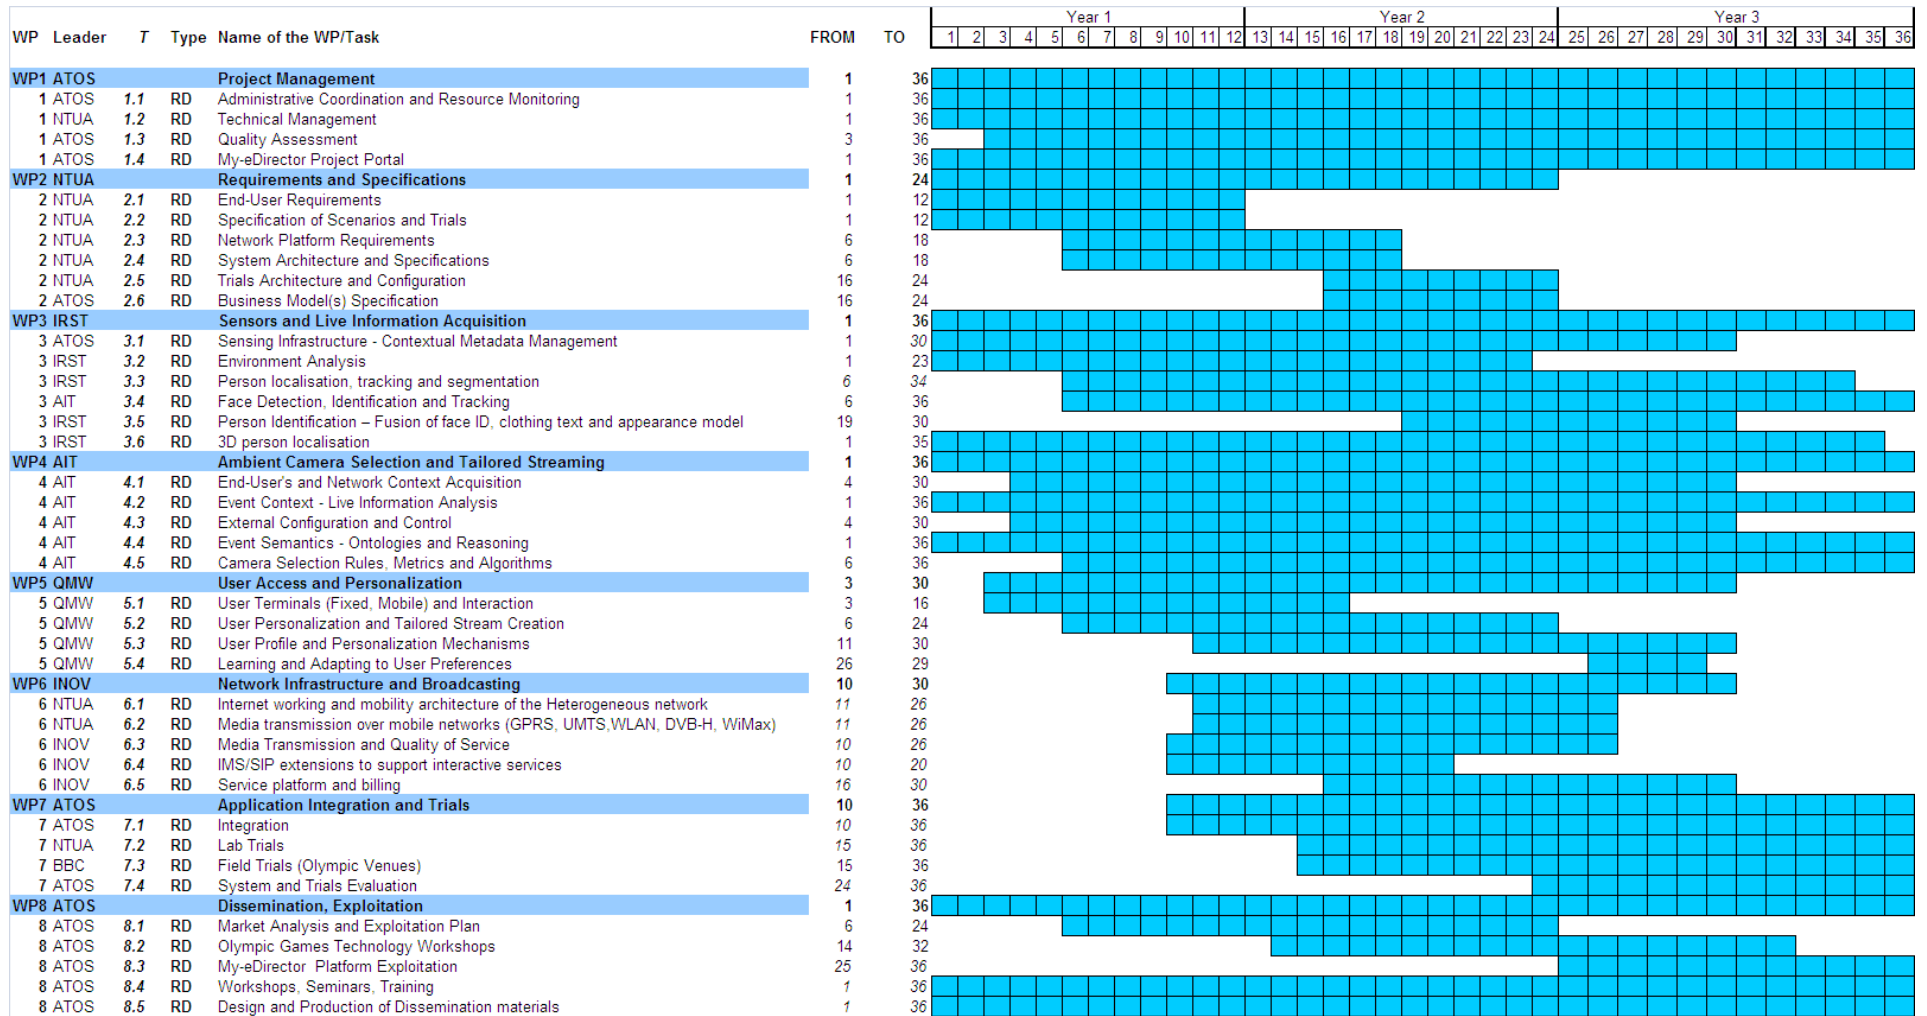 Year 1 Year 2 Year 3
WP Leader T Type Name of the WP/Task FROM TO 1 2 3 4 5 6 7 8 9 10 11 12 13 14 15 16 17 18 19 20 21 22 23 24 25 26 27 28 29 30 31 32 33 34 35 36
WP1 ATOS Project Management 1 36
1 ATOS 1.1 RD Administrative Coordination and Resource Monitoring 1 36
1 NTUA 1.2 RD Technical Management 1 36
1 ATOS 1.3 RD Quality Assessment 3 36
1 ATOS 1.4 RD My-eDirector Project Portal 1 36
WP2 NTUA Requirements and Specifications 1 24
2 NTUA 2.1 RD End-User Requirements 1 12
2 NTUA 2.2 RD Specification of Scenarios and Trials 1 12
2 NTUA 2.3 RD Network Platform Requirements 6 18
2 NTUA 2.4 RD System Architecture and Specifications 6 18
2 NTUA 2.5 RD Trials Architecture and Configuration 16 24
2 ATOS 2.6 RD Business Model(s) Specification 16 24
WP3 IRST Sensors and Live Information Acquisition 1 36
3 ATOS 3.1 RD Sensing Infrastructure - Contextual Metadata Management 1 30
3 IRST 3.2 RD Environment Analysis 1 23
3 IRST 3.3 RD Person localisation, tracking and segmentation 6 34
3 AIT 3.4 RD Face Detection, Identification and Tracking 6 36
3 IRST 3.5 RD Person Identification – Fusion of face ID, clothing text and appearance model 19 30
3 IRST 3.6 RD 3D person localisation 1 35
WP4 AIT Ambient Camera Selection and Tailored Streaming 1 36
4 AIT 4.1 RD End-User's and Network Context Acquisition 4 30
4 AIT 4.2 RD Event Context - Live Information Analysis 1 36
4 AIT 4.3 RD External Configuration and Control 4 30
4 AIT 4.4 RD Event Semantics - Ontologies and Reasoning 1 36
4 AIT 4.5 RD Camera Selection Rules, Metrics and Algorithms 6 36
WP5 QMW User Access and Personalization 3 30
5 QMW 5.1 RD User Terminals (Fixed, Mobile) and Interaction 3 16
5 QMW 5.2 RD User Personalization and Tailored Stream Creation 6 24
5 QMW 5.3 RD User Profile and Personalization Mechanisms 11 30
5 QMW 5.4 RD Learning and Adapting to User Preferences 26 29
WP6 INOV Network Infrastructure and Broadcasting 10 30
6 NTUA 6.1 RD Internet working and mobility architecture of the Heterogeneous network 11 26
6 NTUA 6.2 RD Media transmission over mobile networks (GPRS, UMTS,WLAN, DVB-H, WiMax) 11 26
6 INOV 6.3 RD Media Transmission and Quality of Service 10 26
6 INOV 6.4 RD IMS/SIP extensions to support interactive services 10 20
6 INOV 6.5 RD Service platform and billing 16 30
WP7 ATOS Application Integration and Trials 10 36
7 ATOS 7.1 RD Integration 10 36
7 NTUA 7.2 RD Lab Trials 15 36
7 BBC 7.3 RD Field Trials (Olympic Venues) 15 36
7 ATOS 7.4 RD System and Trials Evaluation 24 36
WP8 ATOS Dissemination, Exploitation 1 36
8 ATOS 8.1 RD Market Analysis and Exploitation Plan 6 24
8 ATOS 8.2 RD Olympic Games Technology Workshops 14 32
8 ATOS 8.3 RD My-eDirector Platform Exploitation 25 36
8 ATOS 8.4 RD Workshops, Seminars, Training 1 36
8 ATOS 8.5 RD Design and Production of Dissemination materials 1 36